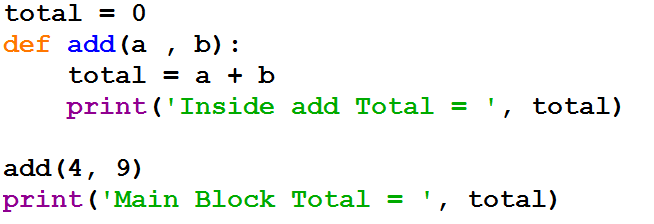 total = 0
def add(a , b):
    total = a + b
    print('Inside add Total = ', total)
add(4, 9)
print('Main Block Total = ', total)